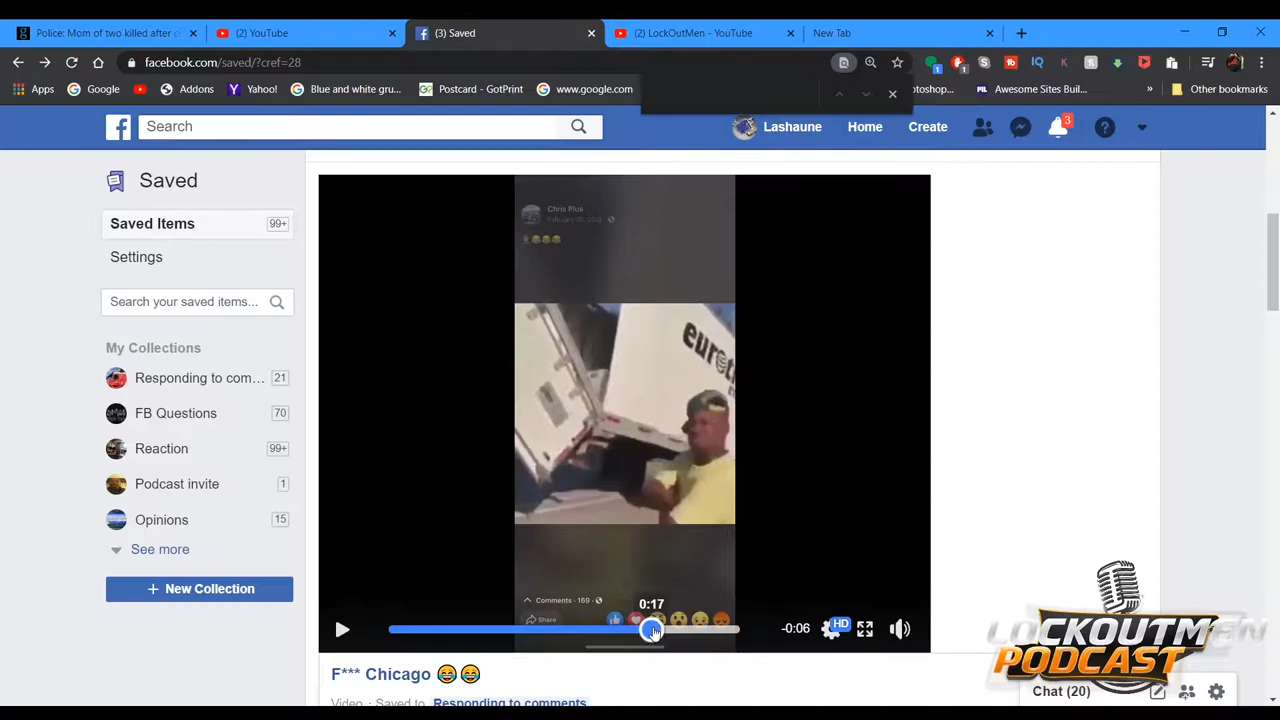 Police: Mom of two killed after c
(2) YouTube
(3) Saved
(2) LockOutMen - YouTube
New Tab
facebook.com/saved/?cref=28
Apps
Google
Addons
Yahoo!
Blue and white gru...
Postcard - GotPrint
www.google.com
Awesome Sites Buil...
Other bookmarks
Search
Lashaune
Home
Create
3
Saved
Saved Items
99+
Settings
Search your saved items...
My Collections
Responding to com...
21
FB Questions
70
Reaction
99+
Podcast invite
1
Opinions
15
See more
+ New Collection
Chris Plus
euro
Comments · 169 ·
Share
0:17
-0:06
HD
F*** Chicago 😂😂
Video · Saved to Responding to comments
LOCKOUTMEN
PODCAST
Chat (20)